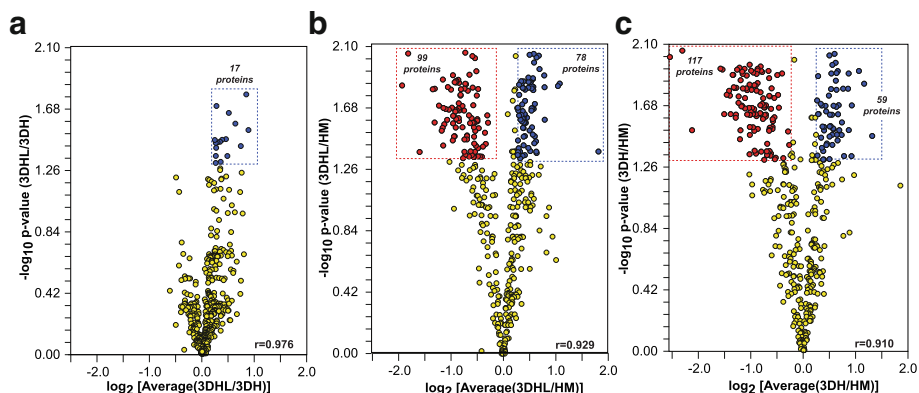 a
-log10 p-value (3DHL/3DH)
2.10
1.68
1.26
0.84
0.42
0.00
17
proteins
r=0.976
-2.0 -1.0 0.0 1.0 2.0
log2 [Average(3DHL/3DH)]
b
-log10 p-value (3DHL/HM)
2.10
1.68
1.26
0.84
0.42
0.00
99
proteins
78
proteins
r=0.929
-2.0 -1.0 0.0 1.0 2.0
log2 [Average(3DHL/HM)]
c
-log10 p-value (3DH/HM)
2.10
1.68
1.26
0.84
0.42
0.00
117
proteins
59
proteins
r=0.910
-2.0 -1.0 0.0 1.0 2.0
log2 [Average(3DH/HM)]